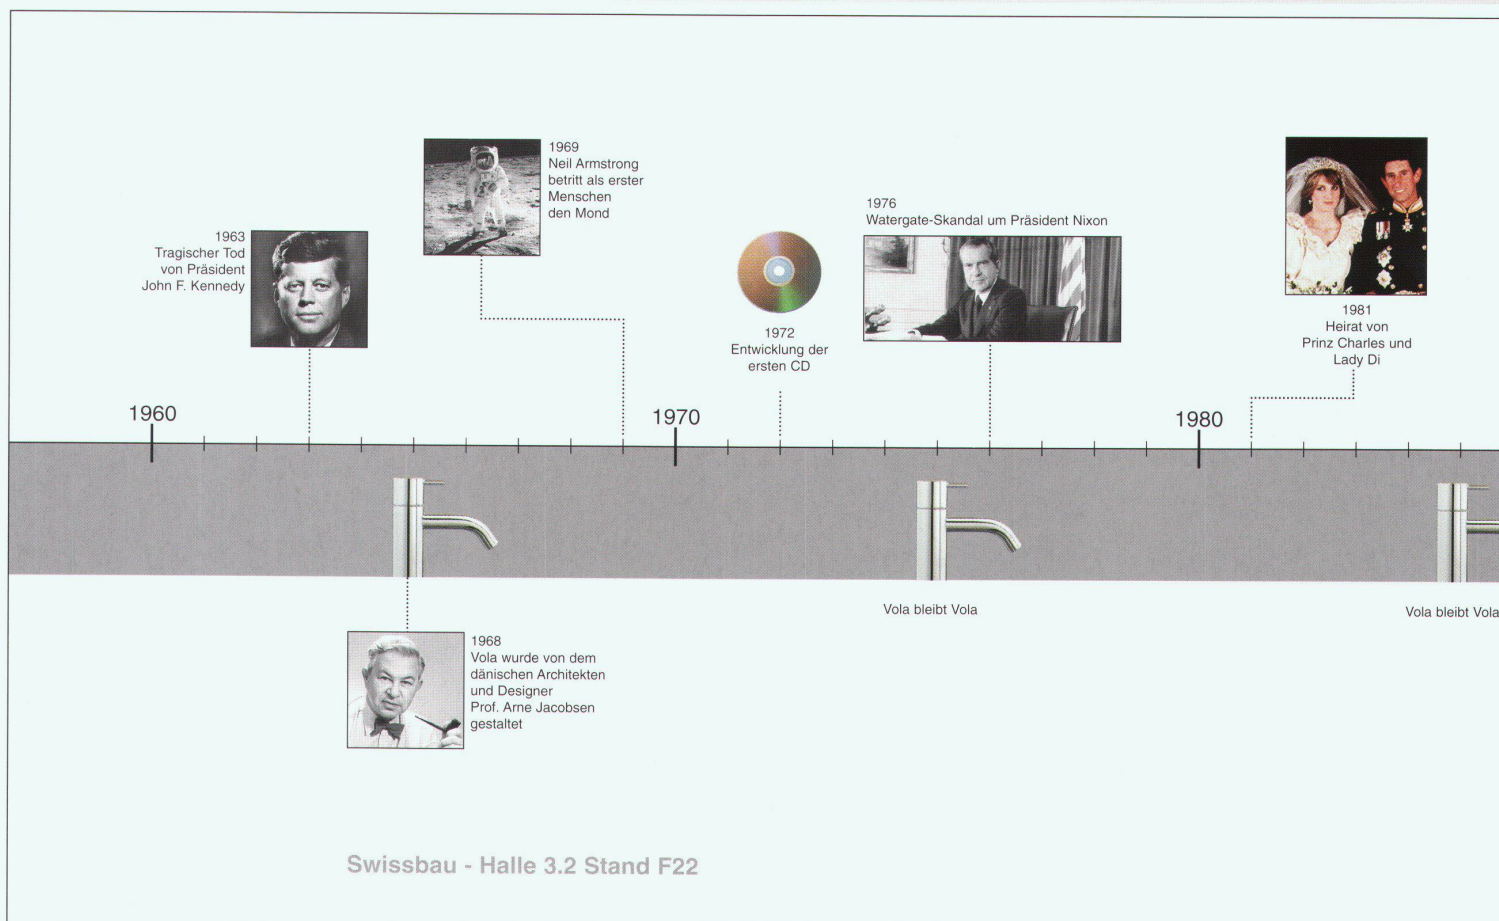 1963
Tragischer Tod
von Präsident
John F. Kennedy
1969
Neil Armstrong
betritt als erster
Menschen
den Mond
1972
Entwicklung der
ersten CD
1976
Watergate-Skandal um Präsident Nixon
1981
Heirat von
Prinz Charles und
Lady Di
1960
1970
1980
1968
Vola wurde von dem
dänischen Architekten
und Designer
Prof. Arne Jacobsen
gestaltet
Vola bleibt Vola
Vola bleibt Vola
Swissbau - Halle 3.2 Stand F22